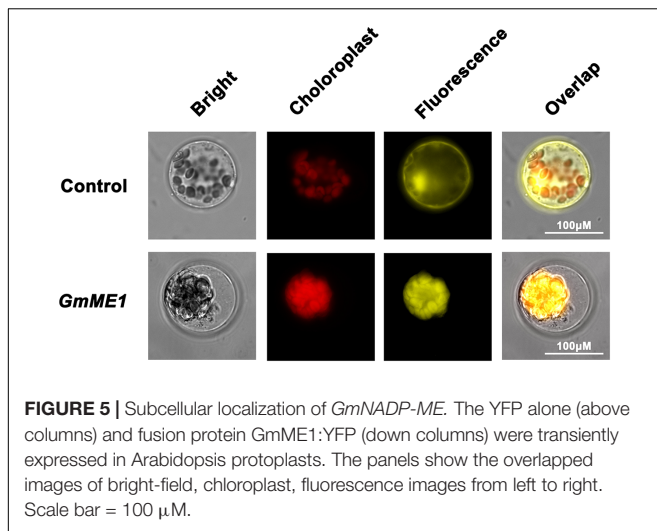 Bright Choloroplast Fluorescence Overlap
Control
100μM
GmME1
100μM
FIGURE 5 | Subcellular localization of GmNADP-ME. The YFP alone (above
columns) and fusion protein GmME1:YFP (down columns) were transiently
expressed in Arabidopsis protoplasts. The panels show the overlapped
images of bright-field, chloroplast, fluorescence images from left to right.
Scale bar = 100 μM.